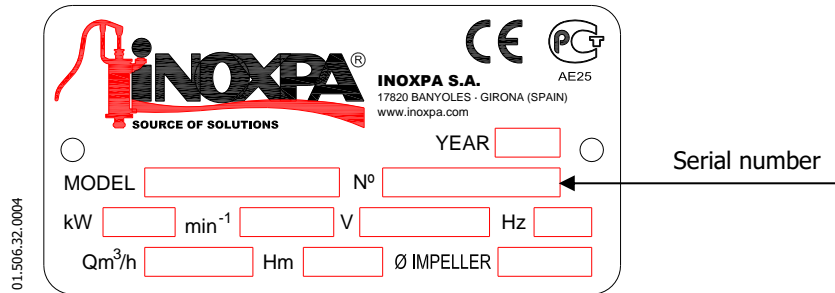 iNOXPA®
SOURCE OF SOLUTIONS
CE
PCT
AE25
INOXPA S.A.
17820 BANYOLES - GIRONA (SPAIN)
www.inoxpa.com
YEAR
MODEL
Nº
Serial number
kW
min⁻¹
V
Hz
Qm³/h
Hm
Ø IMPELLER
01.506.32.0004